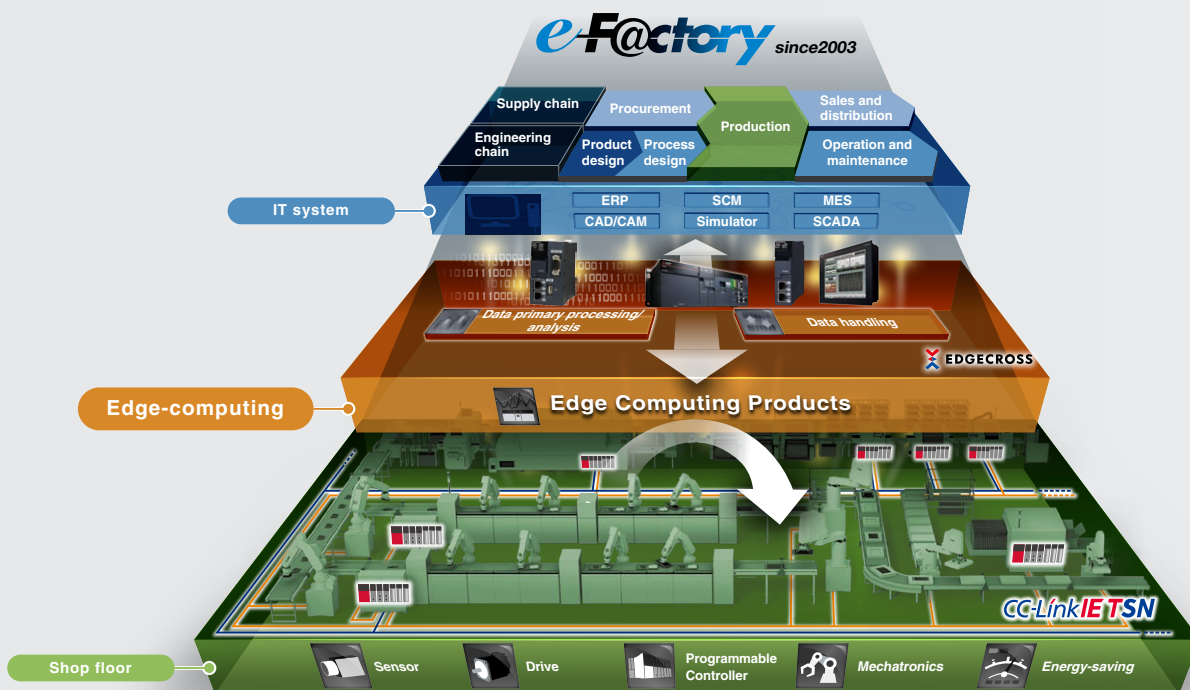 e-F@ctory since2003
Supply chain
Procurement
Production
Sales and
distribution
Engineering
chain
Product
design
Process
design
Operation and
maintenance
IT system
ERP
SCM
MES
CAD/CAM
Simulator
SCADA
Data primary processing/
analysis
Data handling
EDGECROSS
Edge-computing
Edge Computing Products
CC-Link IE TSN
Shop floor
Sensor
Drive
Programmable
Controller
Mechatronics
Energy-saving